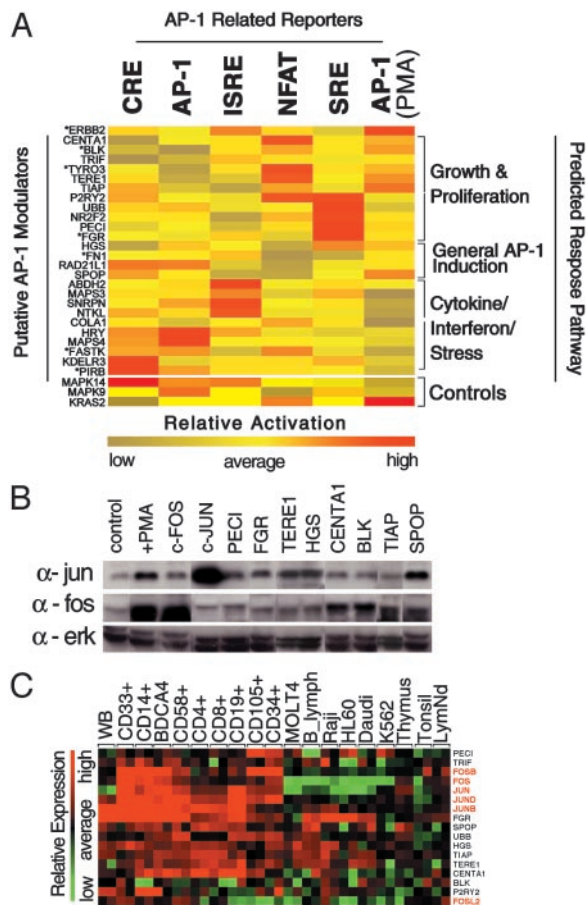 A
AP-1 Related Reporters
CRE
AP-1
ISRE
NFAT
SRE
AP-1 (PMA)
Putative AP-1 Modulators
*ERBB2
CENTA1
*BLK
TRIF
*TYRO3
TERE1
TIAP
P2RY2
UBB
NR2F2
PECI
*FGR
HGS
*FN1
RAD21L1
SPOP
ABDH2
MAPS3
SNRPN
NTKL
COLA1
HRY
MAPS4
*FASTK
KDELR3
*PIRB
MAPK14
MAPK9
KRAS2
Growth &
Proliferation
General AP-1
Induction
Cytokine/
Interferon/
Stress
Controls
Predicted Response Pathway
Relative Activation
low average high
B
control
+PMA
c-FOS
c-JUN
PECI
FGR
TERE1
HGS
CENTA1
BLK
TIAP
SPOP
α-jun
α-fos
α-erk
C
WB
CD33+
CD14+
BDCA4
CD58+
CD4+
CD8+
CD19+
CD105+
CD34+
MOLT4
B_lymph
Raji
HL60
Daudi
K562
Thymus
Tonsil
LymNd
Relative Expression
high
average
low
PECI
TRIF
FOSB
FOS
JUN
JUND
JUNB
FGR
SPOP
UBB
HGS
TIAP
TERE1
CENTA1
BLK
P2RY2
FOSL2